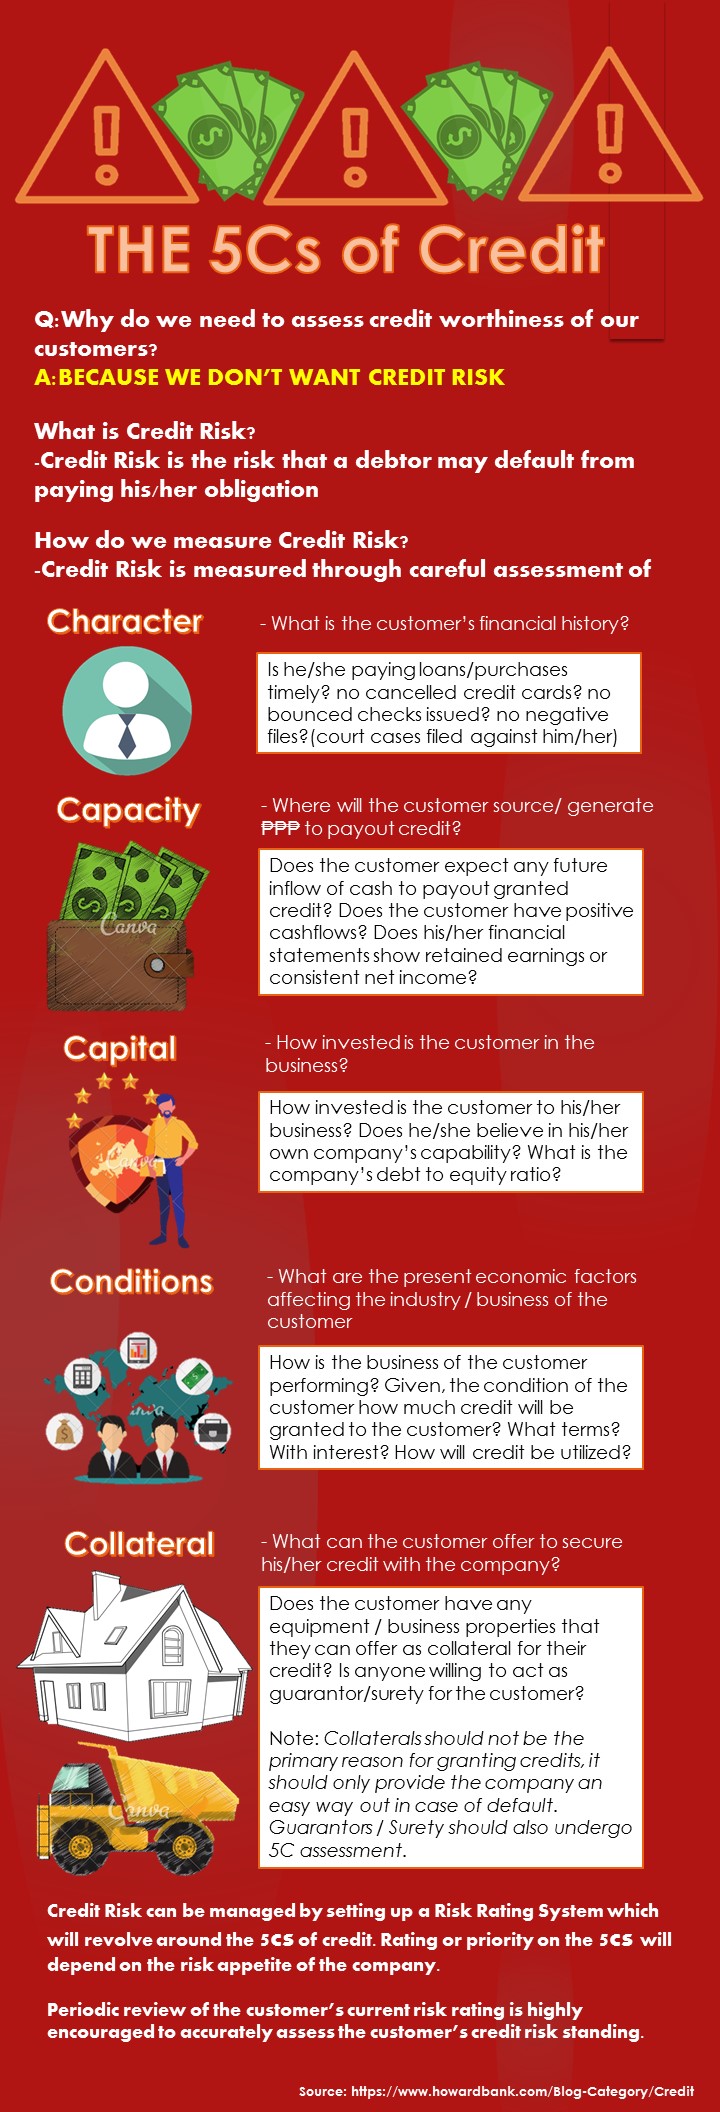 THE 5Cs of Credit
Q:Why do we need to assess credit worthiness of our
customers?
A:BECAUSE WE DON'T WANT CREDIT RISK
What is Credit Risk?
-Credit Risk is the risk that a debtor may default from
paying his/her obligation
How do we measure Credit Risk?
-Credit Risk is measured through careful assessment of
Character
- What is the customer's financial history?
Is he/she paying loans/purchases
timely? no cancelled credit cards? no
bounced checks issued? no negative
files?(court cases filed against him/her)
Capacity
- Where will the customer source/ generate
₱₱₱ to payout credit?
Canva
Does the customer expect any future
inflow of cash to payout granted
credit? Does the customer have positive
cashflows? Does his/her financial
statements show retained earnings or
consistent net income?
Capital
- How invested is the customer in the
business?
Canva
How invested is the customer to his/her
business? Does he/she believe in his/her
own company's capability? What is the
company's debt to equity ratio?
Conditions
- What are the present economic factors
affecting the industry / business of the
customer
How is the business of the customer
performing? Given, the condition of the
customer how much credit will be
granted to the customer? What terms?
With interest? How will credit be utilized?
Collateral
- What can the customer offer to secure
his/her credit with the company?
Does the customer have any
equipment / business properties that
they can offer as collateral for their
credit? Is anyone willing to act as
guarantor/surety for the customer?
Note: Collaterals should not be the
primary reason for granting credits, it
should only provide the company an
easy way out in case of default.
Guarantors / Surety should also undergo
5C assessment.
Canva
Credit Risk can be managed by setting up a Risk Rating System which
will revolve around the 5CS of credit. Rating or priority on the 5CS will
depend on the risk appetite of the company.
Periodic review of the customer's current risk rating is highly
encouraged to accurately assess the customer's credit risk standing.
Source: https://www.howardbank.com/Blog-Category/Credit